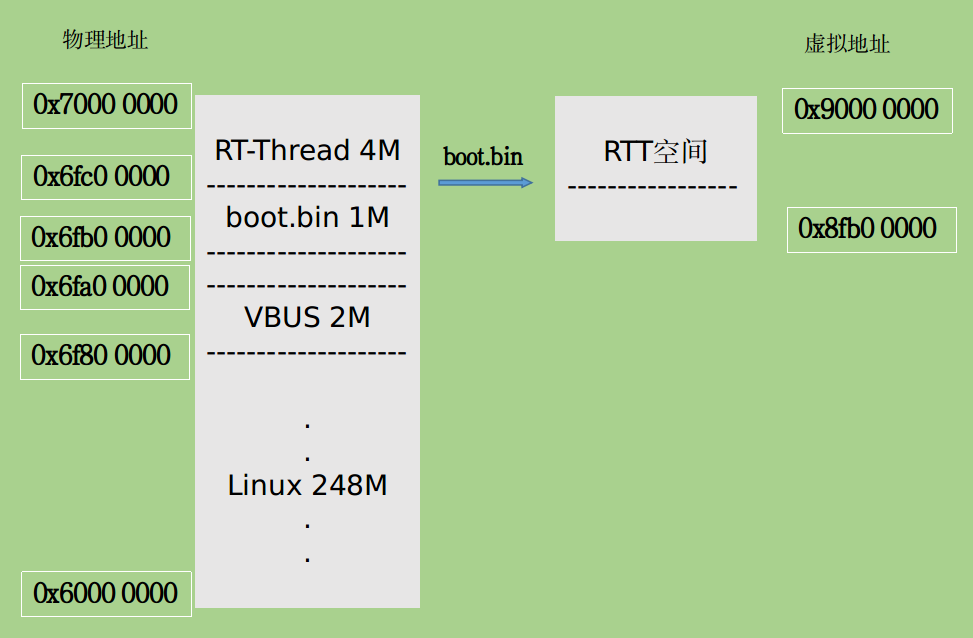 物理地址
虚拟地址
0x7000 0000
0x9000 0000
RT-Thread 4M
boot.bin
RTT空间
0x6fc0 0000
--------------------
-----------------
boot.bin 1M
0x6fb0 0000
0x8fb0 0000
--------------------
0x6fa0 0000
--------------------
VBUS 2M
0x6f80 0000
--------------------
.
.
Linux 248M
.
.
0x6000 0000